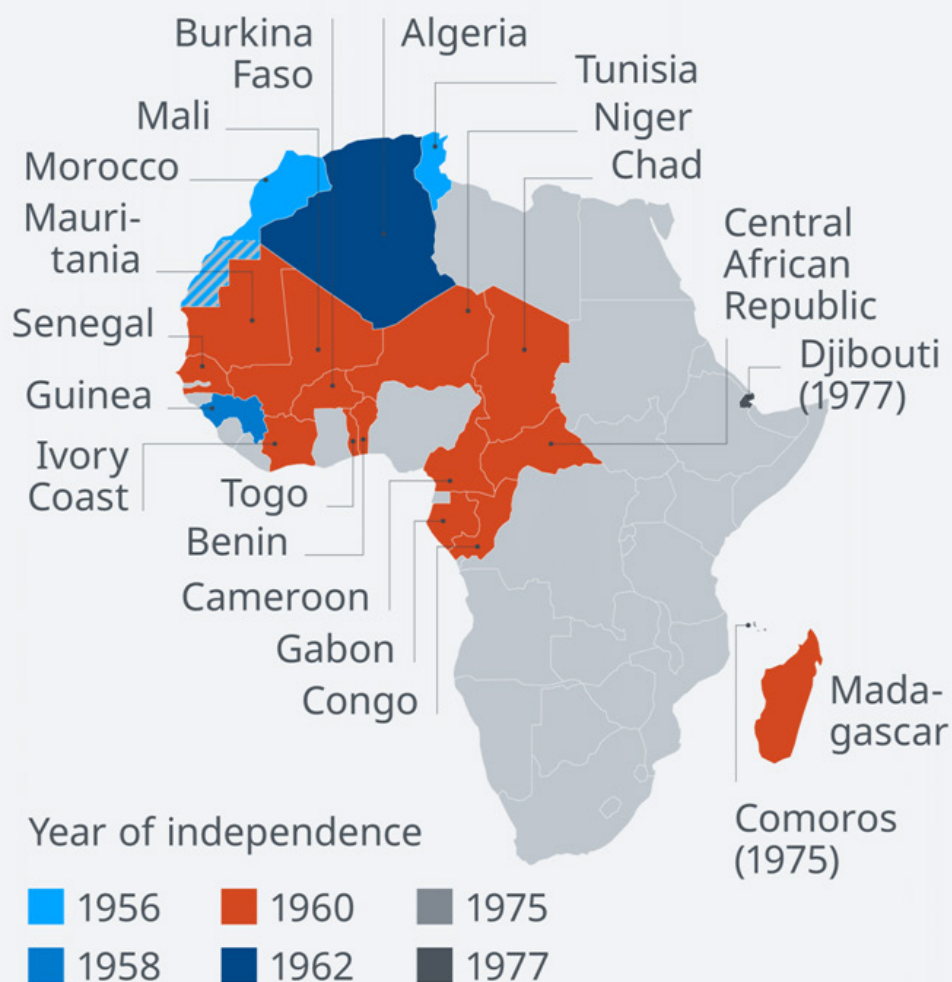 Burkina
Faso
Algeria
Tunisia
Mali
Niger
Morocco
Chad
Mauri-
tania
Central
African
Republic
Senegal
Djibouti
(1977)
Guinea
Ivory
Coast
Togo
Benin
Cameroon
Gabon
Congo
Mada-
gascar
Comoros
(1975)
Year of independence
1956
1960
1975
1958
1962
1977